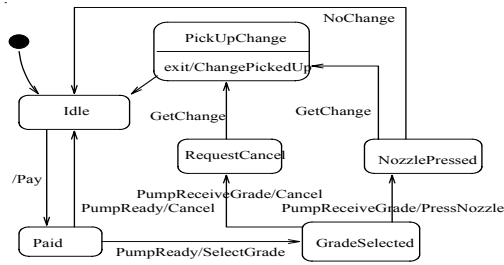 NoChange
PickUpChange
exit/ChangePickedUp
Idle
GetChange
GetChange
RequestCancel
NozzlePressed
/Pay
PumpReceiveGrade/Cancel
PumpReady/Cancel
PumpReceiveGrade/PressNozzle
Paid
PumpReady/SelectGrade
GradeSelected